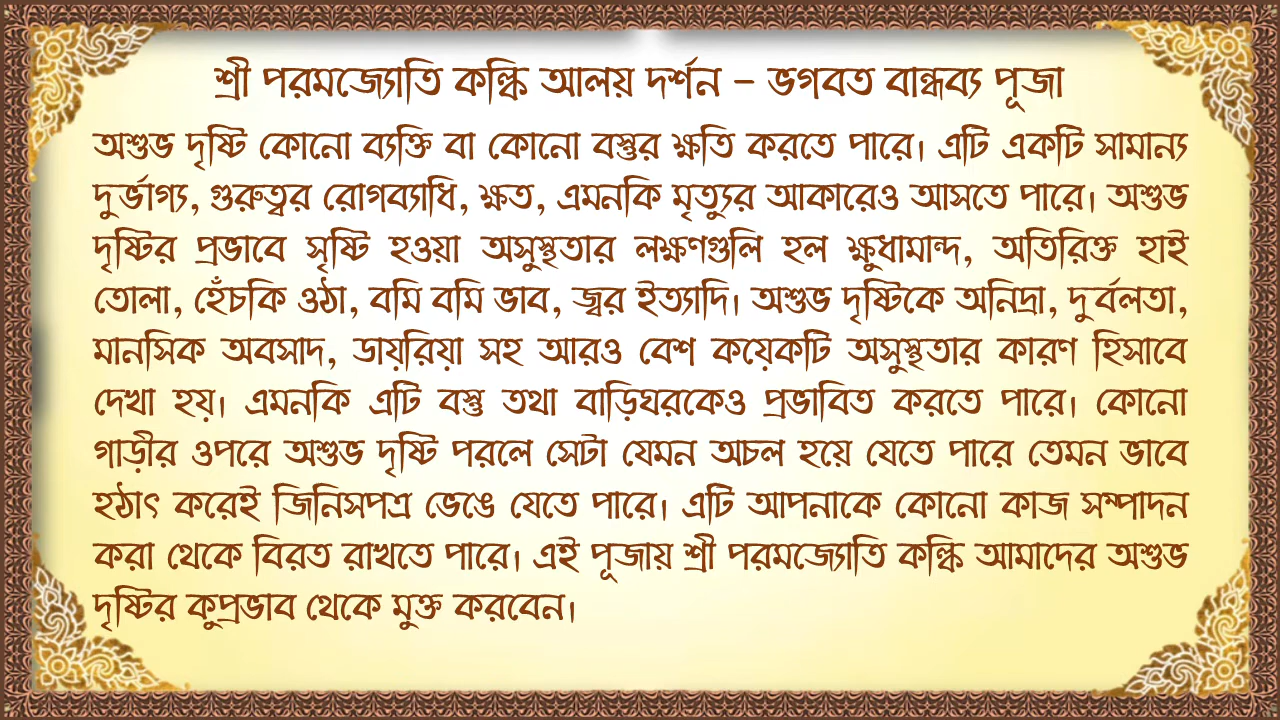 শ্রী পরমজ্যোতি কল্কি আলয় দর্শন – ভগবত বান্ধব্য পূজা
অশুভ দৃষ্টি কোনো ব্যক্তি বা কোনো বস্তুর ক্ষতি করতে পারে। এটি একটি সামান্য
দুর্ভাগ্য, গুরুত্বর রোগব্যাধি, ক্ষত, এমনকি মৃত্যুর আকারেও আসতে পারে। অশুভ
দৃষ্টির প্রভাবে সৃষ্টি হওয়া অসুস্থতার লক্ষণগুলি হল ক্ষুধামান্দ, অতিরিক্ত হাই
তোলা, হেঁচকি ওঠা, বমি বমি ভাব, জ্বর ইত্যাদি। অশুভ দৃষ্টিকে অনিদ্রা, দুর্বলতা,
মানসিক অবসাদ, ডায়রিয়া সহ আরও বেশ কয়েকটি অসুস্থতার কারণ হিসাবে
দেখা হয়। এমনকি এটি বস্তু তথা বাড়িঘরকেও প্রভাবিত করতে পারে। কোনো
গাড়ীর ওপরে অশুভ দৃষ্টি পরলে সেটা যেমন অচল হয়ে যেতে পারে তেমন ভাবে
হঠাৎ করেই জিনিসপত্র ভেঙে যেতে পারে। এটি আপনাকে কোনো কাজ সম্পাদন
করা থেকে বিরত রাখতে পারে। এই পূজায় শ্রী পরমজ্যোতি কল্কি আমাদের অশুভ
দৃষ্টির কুপ্রভাব থেকে মুক্ত করবেন।